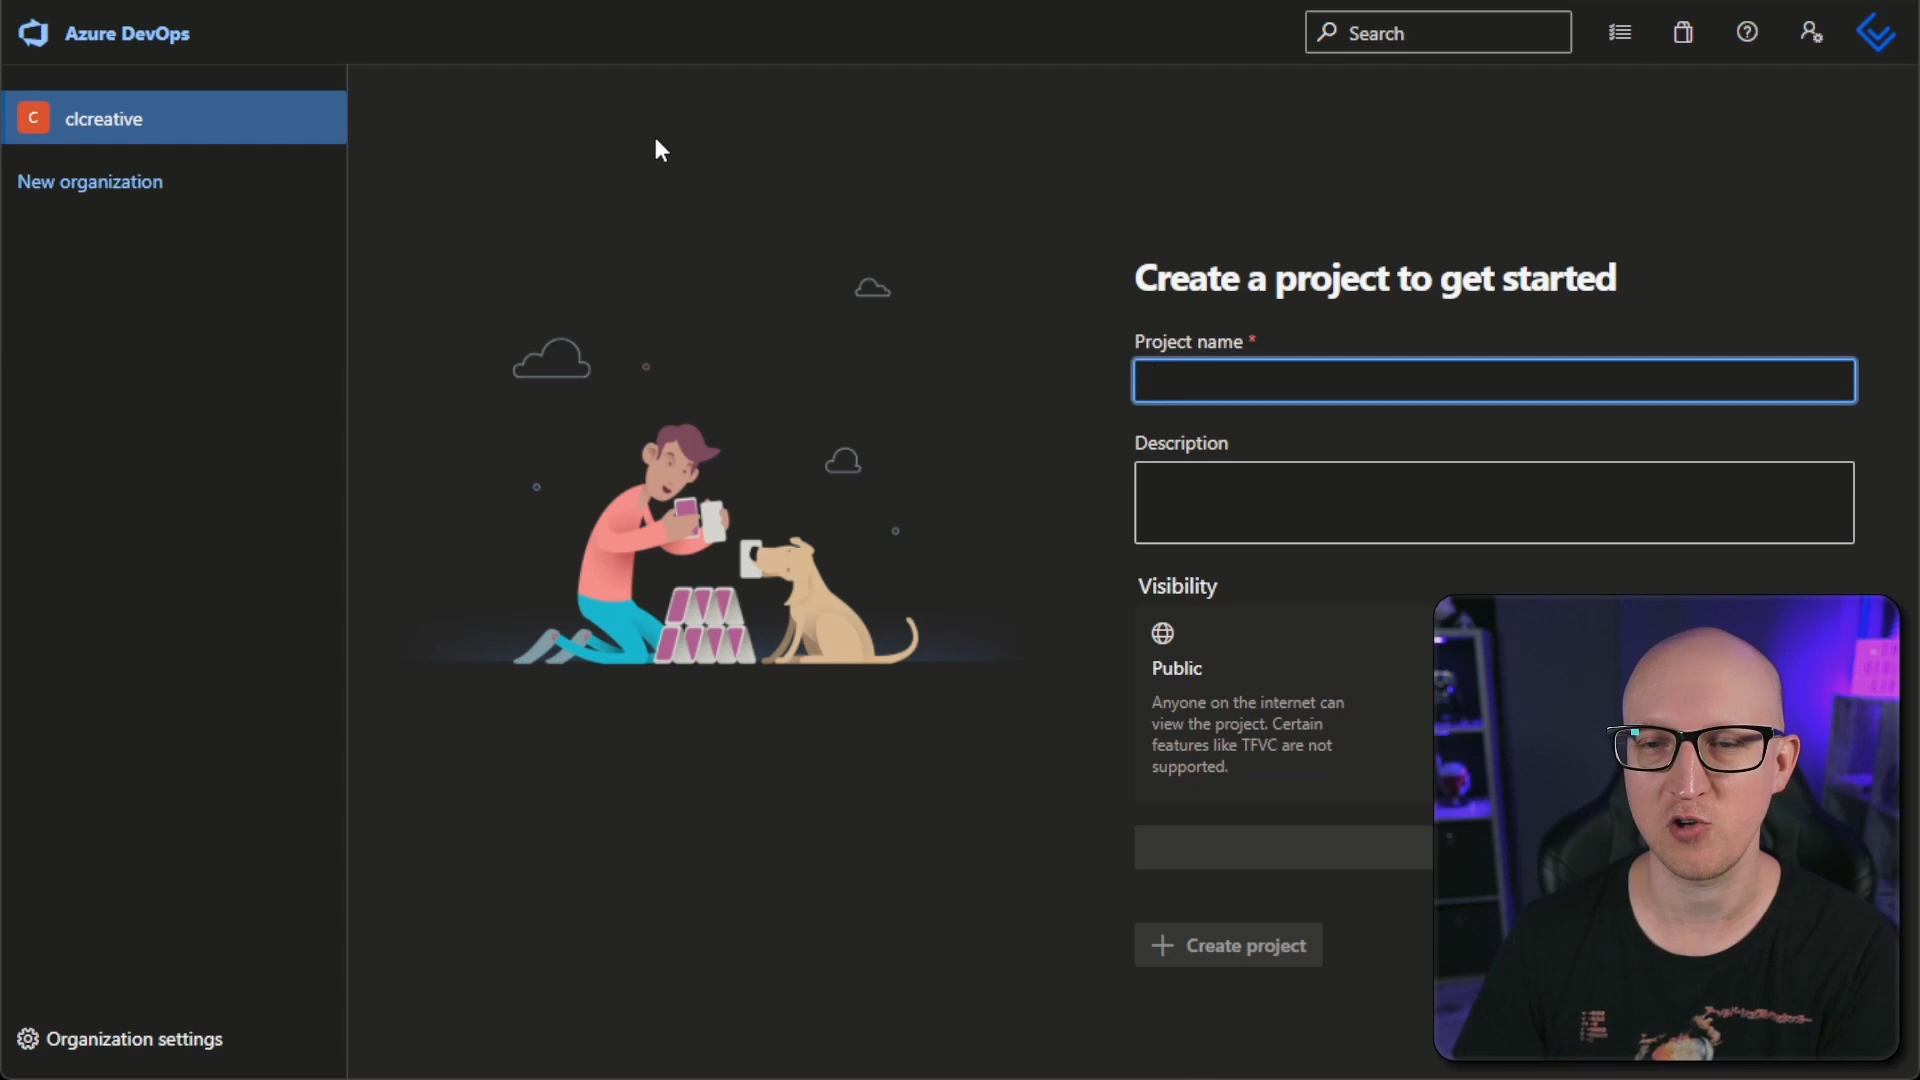 Azure DevOps
Search
C
clcreative
New organization
Create a project to get started
Project name *
Description
Visibility
Public
Anyone on the internet can
view the project. Certain
features like TFVC are not
supported.
+ Create project
Organization settings